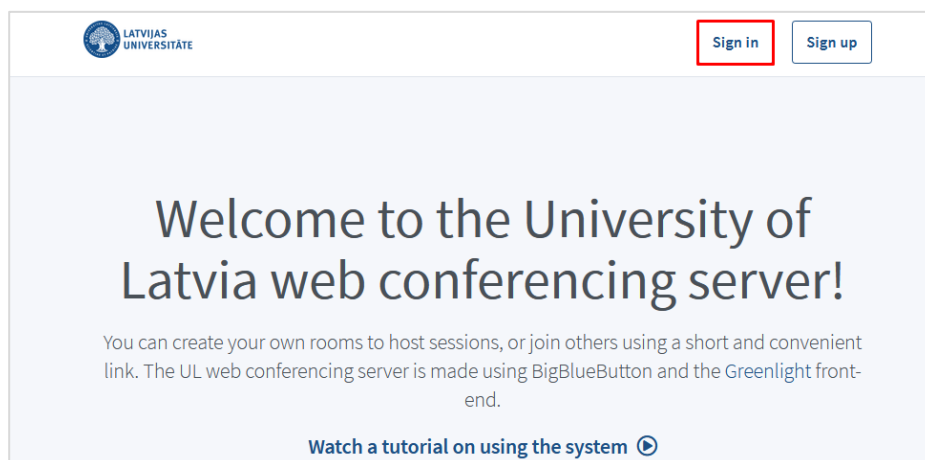 LATVIJAS
UNIVERSITĀTE
Sign in
Sign up
Welcome to the University of
Latvia web conferencing server!
You can create your own rooms to host sessions, or join others using a short and convenient
link. The UL web conferencing server is made using BigBlueButton and the Greenlight front-
end.
Watch a tutorial on using the system